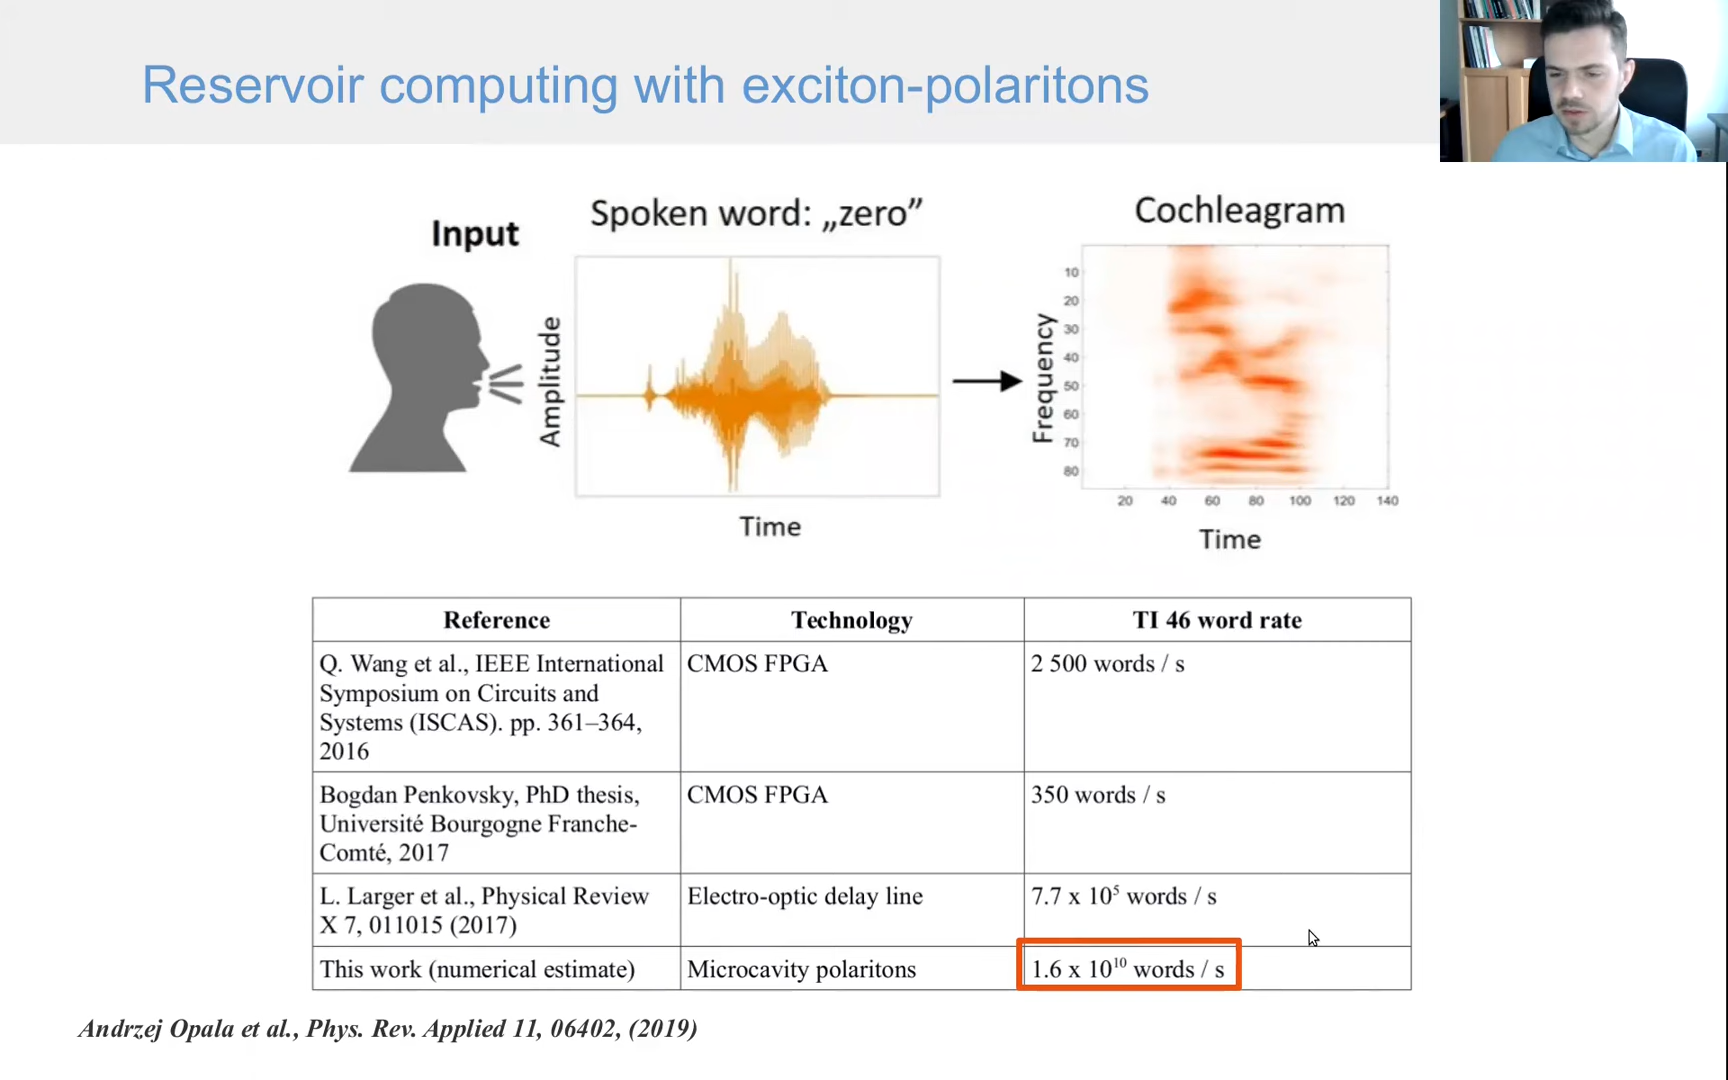 Reservoir computing with exciton-polaritons
Input
Spoken word: „zero”
Amplitude
Time
Cochleagram
Frequency
10
20
30
40
50
60
70
80
20 40 60 80 100 120 140
Time
Reference Technology TI 46 word rate
Q. Wang et al., IEEE International
Symposium on Circuits and
Systems (ISCAS). pp. 361–364,
2016
CMOS FPGA
2 500 words / s
Bogdan Penkovsky, PhD thesis,
Université Bourgogne Franche-
Comté, 2017
CMOS FPGA
350 words / s
L. Larger et al., Physical Review
X 7, 011015 (2017)
Electro-optic delay line
7.7 x 10⁵ words / s
This work (numerical estimate)
Microcavity polaritons
1.6 x 10¹⁰ words / s
Andrzej Opala et al., Phys. Rev. Applied 11, 06402, (2019)